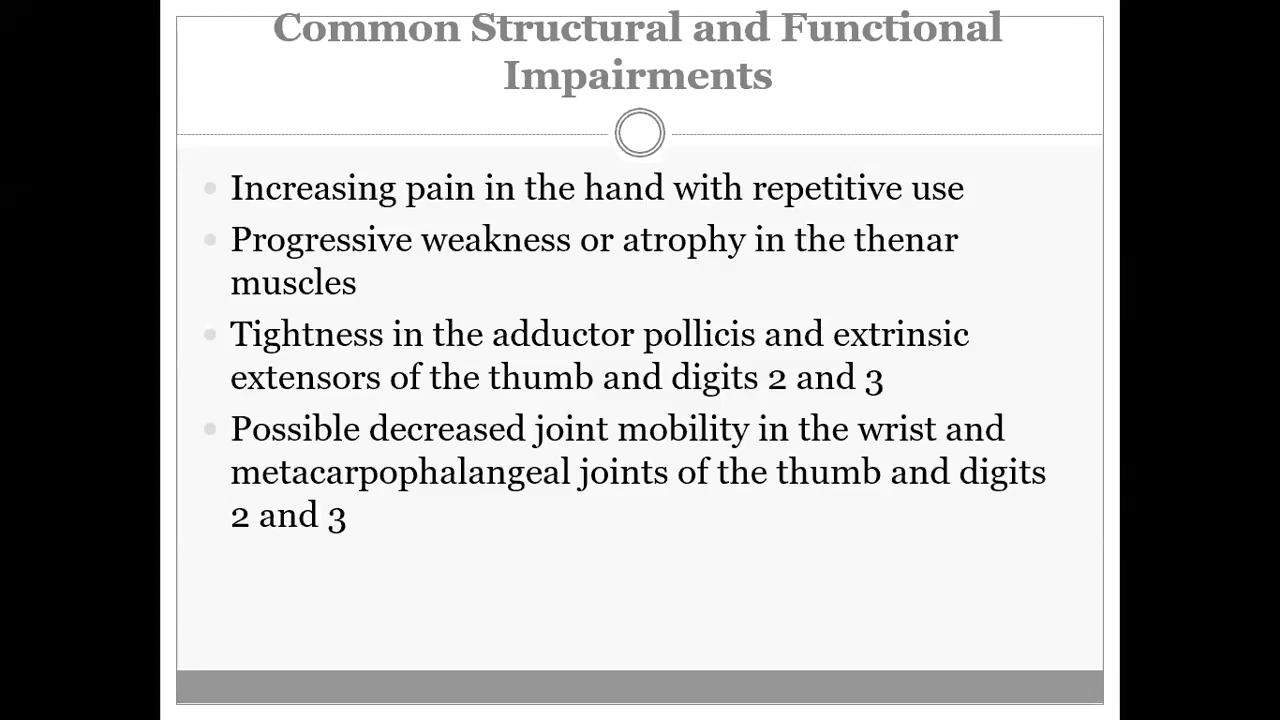 Common Structural and Functional
Impairments
Increasing pain in the hand with repetitive use
Progressive weakness or atrophy in the thenar
muscles
Tightness in the adductor pollicis and extrinsic
extensors of the thumb and digits 2 and 3
Possible decreased joint mobility in the wrist and
metacarpophalangeal joints of the thumb and digits
2 and 3